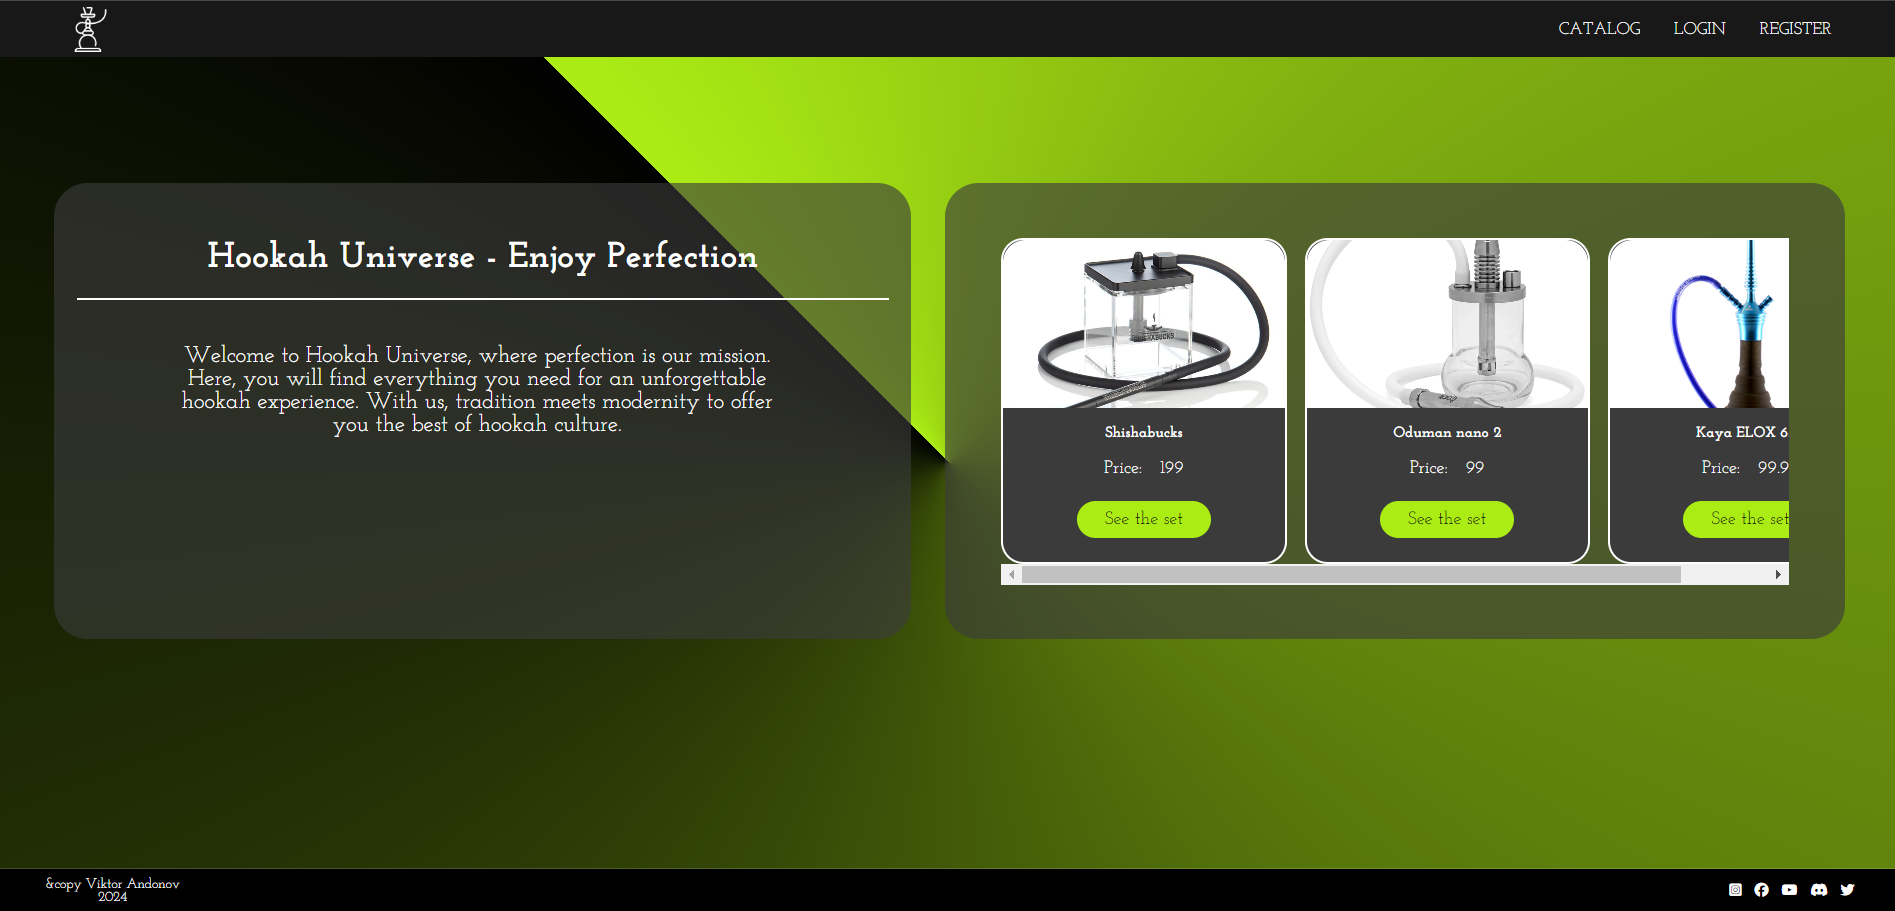 CATALOG LOGIN REGISTER
Hookah Universe - Enjoy Perfection
Welcome to Hookah Universe, where perfection is our mission.
Here, you will find everything you need for an unforgettable
hookah experience. With us, tradition meets modernity to offer
you the best of hookah culture.
SHISHABUCKS
Shishabucks
Price: 199
See the set
Oduman nano 2
Price: 99
See the set
Kaya ELOX 6
Price: 99.9
See the set
&copy Viktor Andonov
2024